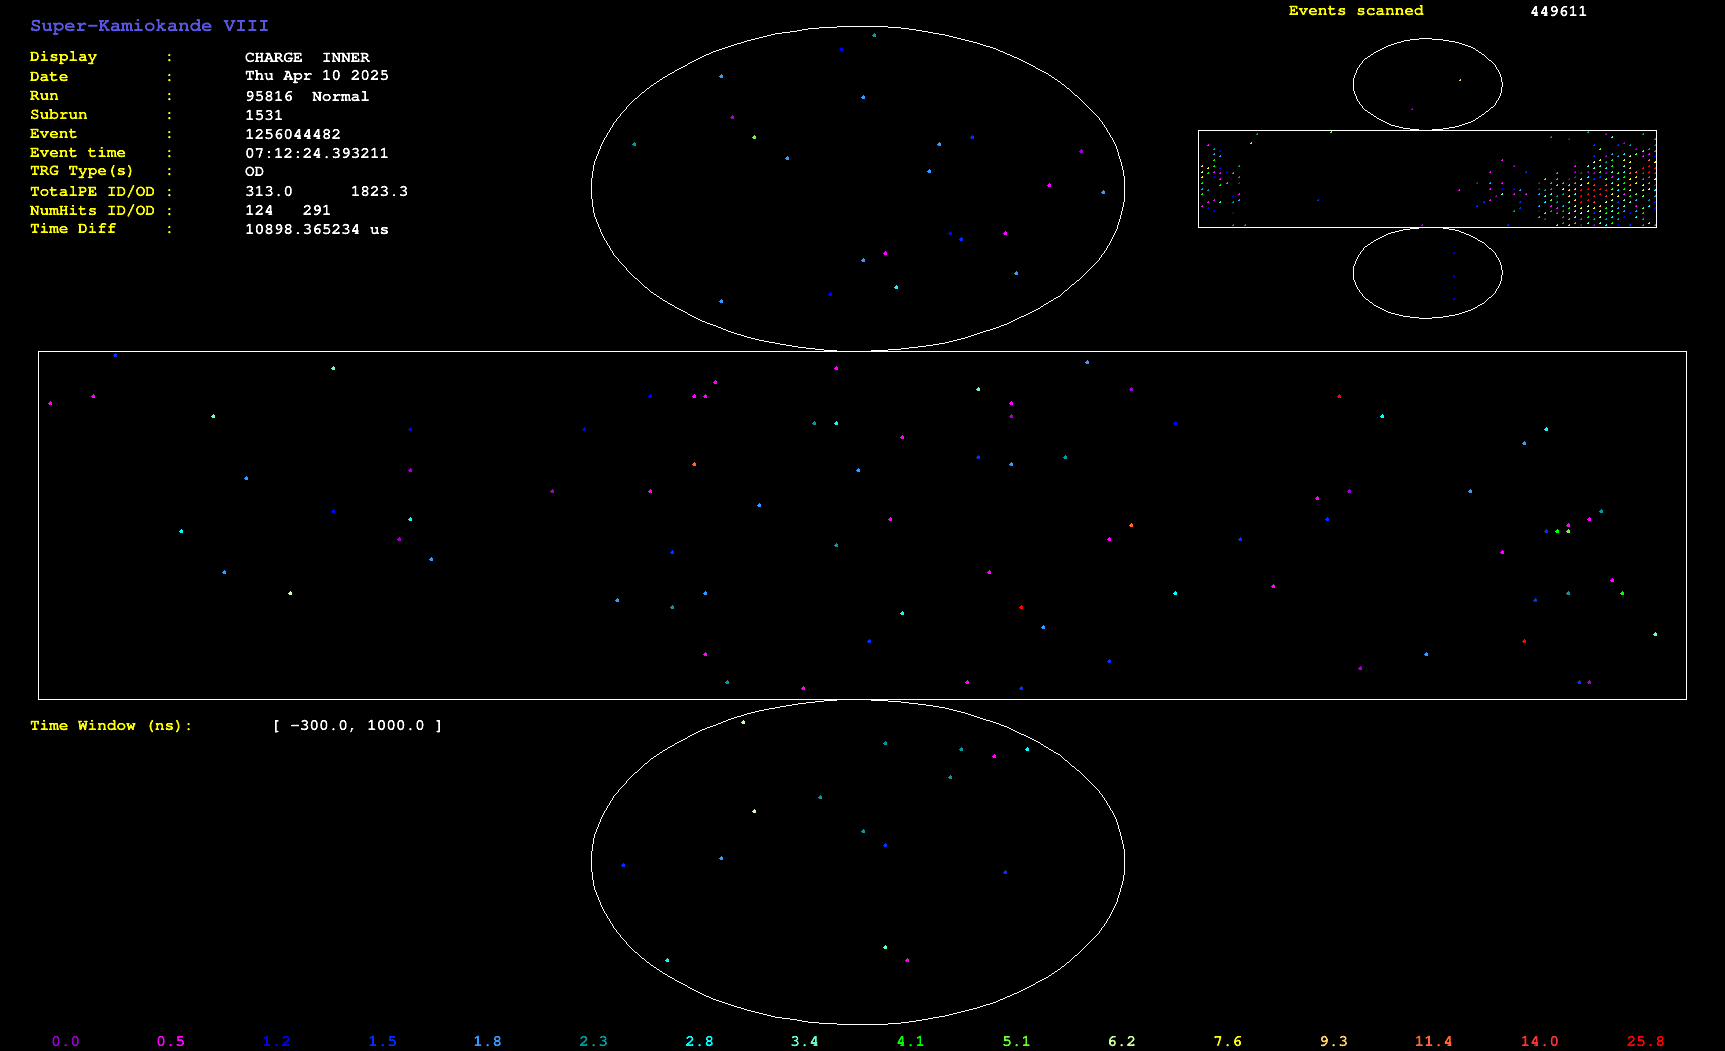 Super-Kamiokande VIII
Events scanned 449611
Display : CHARGE INNER
Date : Thu Apr 10 2025
Run : 95816 Normal
Subrun : 1531
Event : 1256044482
Event time : 07:12:24.393211
TRG Type(s) : OD
TotalPE ID/OD : 313.0 1823.3
NumHits ID/OD : 124 291
Time Diff : 10898.365234 us
Time Window (ns): [ -300.0, 1000.0 ]
0.0 0.5 1.2 1.5 1.8 2.3 2.8 3.4 4.1 5.1 6.2 7.6 9.3 11.4 14.0 25.8